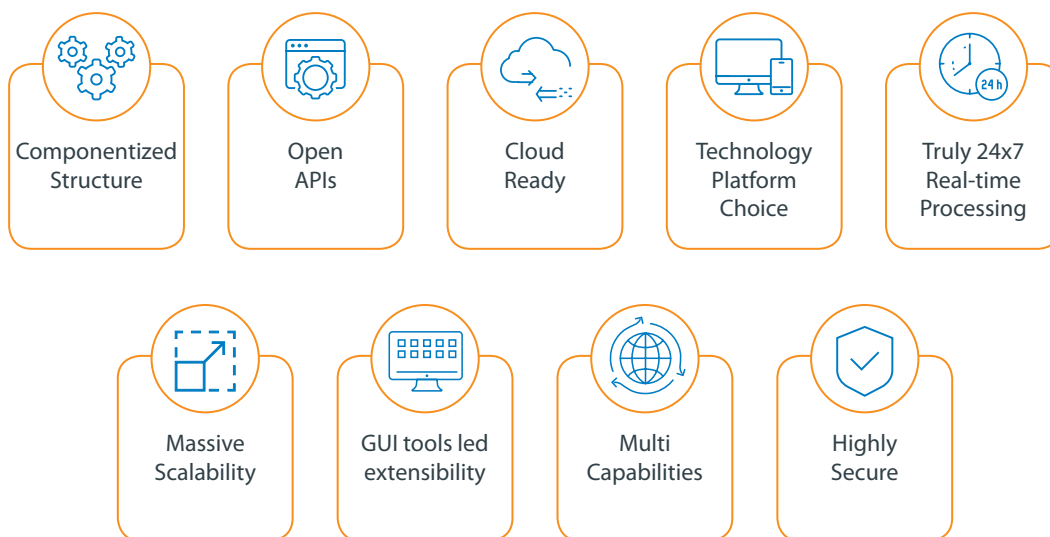 Componentized
Structure
Open
APIs
Cloud
Ready
Technology
Platform
Choice
24 h
Truly 24x7
Real-time
Processing
Massive
Scalability
GUI tools led
extensibility
Multi
Capabilities
Highly
Secure